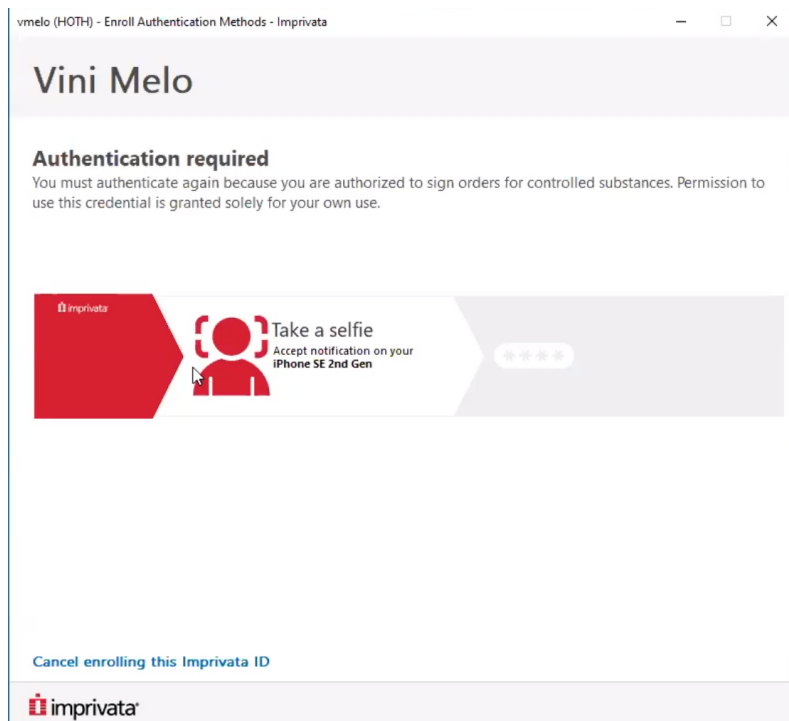 vmelo (HOTH) - Enroll Authentication Methods - Imprivata
Vini Melo
Authentication required
You must authenticate again because you are authorized to sign orders for controlled substances. Permission to
use this credential is granted solely for your own use.
imprivata
Take a selfie
Accept notification on your
iPhone SE 2nd Gen
****
Cancel enrolling this Imprivata ID
imprivata®